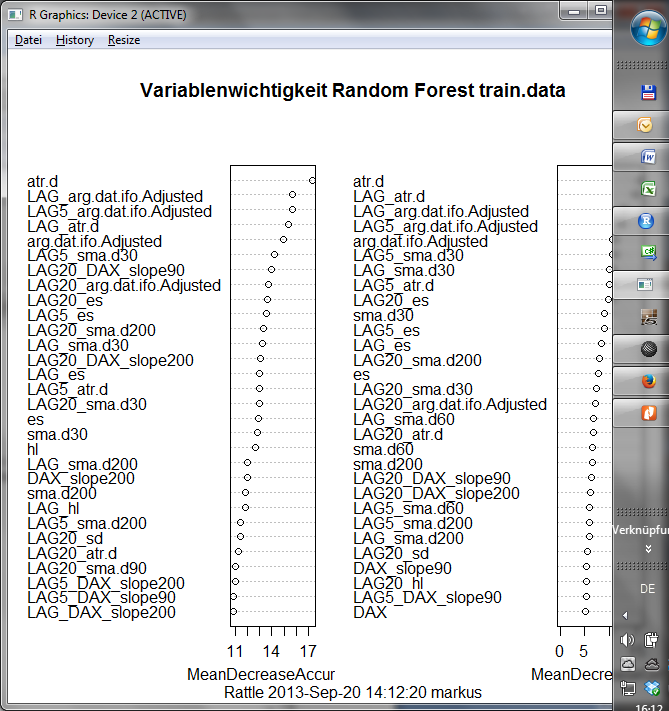 R Graphics: Device 2 (ACTIVE)
Datei History Resize
Variablenwichtigkeit Random Forest train.data
atr.d
LAG_arg.dat.ifo.Adjusted
LAG5_arg.dat.ifo.Adjusted
LAG_atr.d
arg.dat.ifo.Adjusted
LAG5_sma.d30
LAG20_DAX_slope90
LAG20_arg.dat.ifo.Adjusted
LAG20_es
LAG5_es
LAG20_sma.d200
LAG_sma.d30
LAG20_DAX_slope200
LAG_es
LAG5_atr.d
LAG20_sma.d30
es
sma.d30
hl
LAG_sma.d200
DAX_slope200
sma.d200
LAG_hl
LAG5_sma.d200
LAG20_sd
LAG20_atr.d
LAG20_sma.d90
LAG5_DAX_slope200
LAG5_DAX_slope90
LAG_DAX_slope200
11 14 17
MeanDecreaseAccur
atr.d
LAG_atr.d
LAG_arg.dat.ifo.Adjusted
LAG5_arg.dat.ifo.Adjusted
arg.dat.ifo.Adjusted
LAG5_sma.d30
LAG_sma.d30
LAG5_atr.d
LAG20_es
sma.d30
LAG5_es
LAG_es
LAG20_sma.d200
es
LAG20_sma.d30
LAG20_arg.dat.ifo.Adjusted
LAG_sma.d60
LAG20_atr.d
sma.d60
sma.d200
LAG20_DAX_slope90
LAG20_DAX_slope200
LAG5_sma.d60
LAG5_sma.d200
LAG_sma.d200
LAG20_sd
DAX_slope90
LAG20_hl
LAG5_DAX_slope90
DAX
0 5
MeanDecre
Rattle 2013-Sep-20 14:12:20 markus
Verknüpfu
DE
16:12